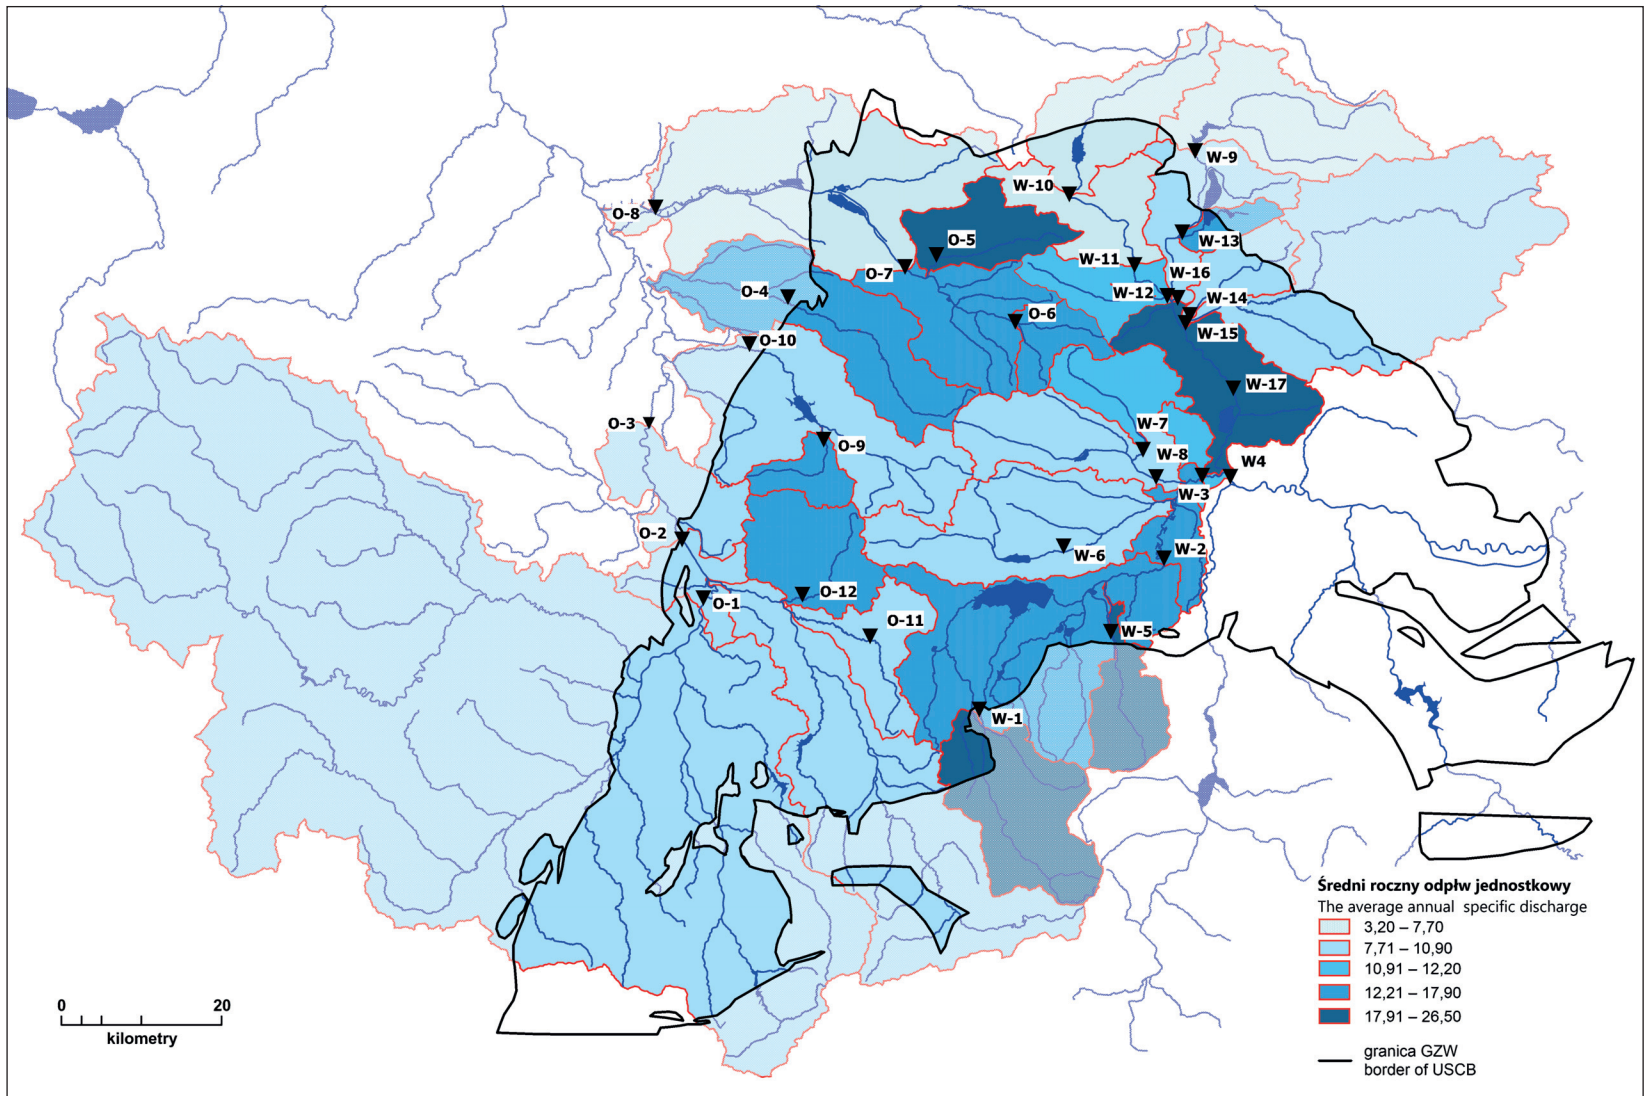 W-9
W-10
O-8
W-13
O-5
W-11
O-7
W-16
O-4
W-12
W-14
O-6
W-15
O-10
W-17
O-3
W-7
O-9
W-8
W4
W-3
O-2
W-2
W-6
O-12
O-1
O-11
W-5
W-1
Średni roczny odpłw jednostkowy
The average annual specific discharge
3,20 – 7,70
7,71 – 10,90
10,91 – 12,20
12,21 – 17,90
17,91 – 26,50
granica GZW
border of USCB
0 20
kilometry